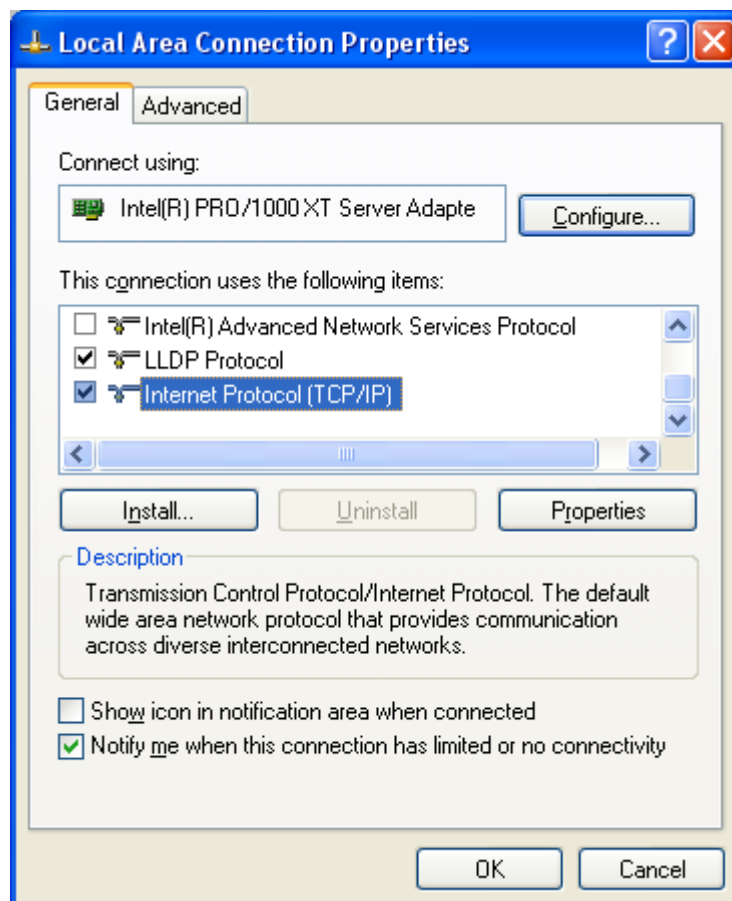 Local Area Connection Properties
General
Advanced
Connect using:
Intel(R) PRO/1000 XT Server Adapte
Configure...
This connection uses the following items:
Intel(R) Advanced Network Services Protocol
LLDP Protocol
Internet Protocol (TCP/IP)
Install...
Uninstall
Properties
Description
Transmission Control Protocol/Internet Protocol. The default
wide area network protocol that provides communication
across diverse interconnected networks.
Show icon in notification area when connected
Notify me when this connection has limited or no connectivity
OK
Cancel